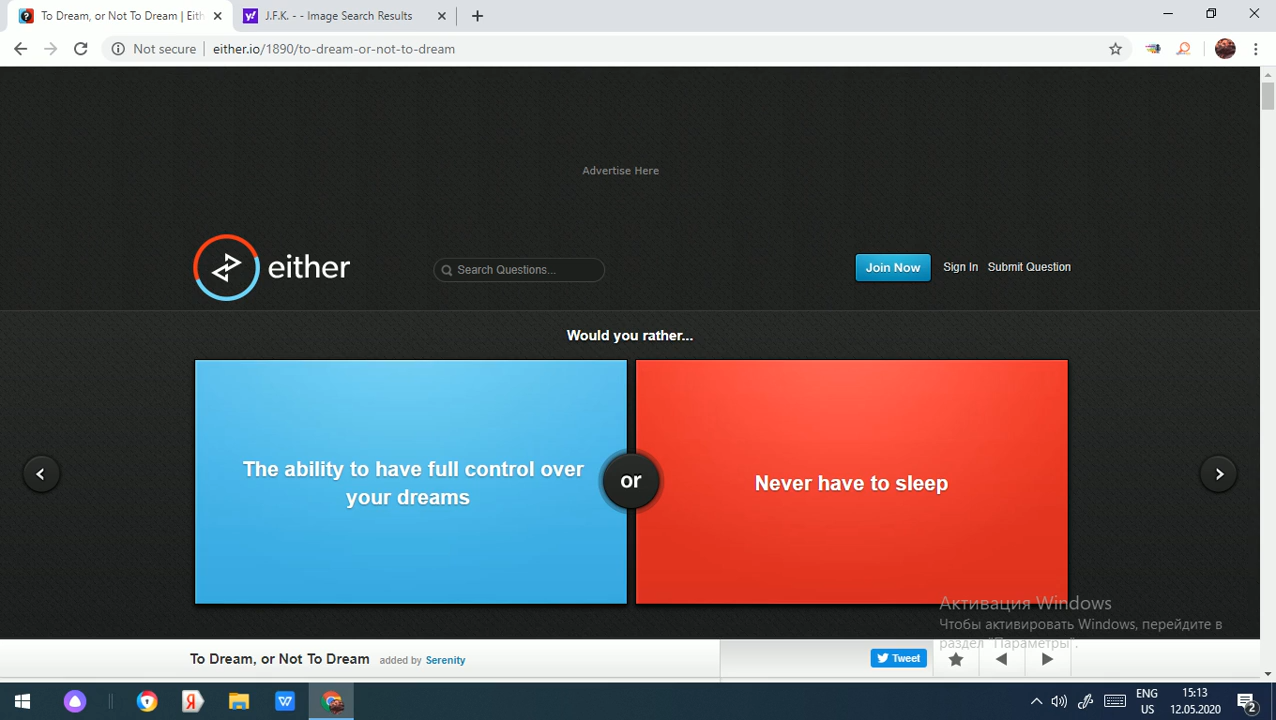 To Dream, or Not To Dream | Eith
J.F.K. - - Image Search Results
Not secure
either.io/1890/to-dream-or-not-to-dream
Advertise Here
either
Search Questions...
Join Now
Sign In
Submit Question
Would you rather...
The ability to have full control over
your dreams
or
Never have to sleep
Активация Windows
Чтобы активировать Windows, перейдите в
раздел "Параметры".
To Dream, or Not To Dream added by Serenity
Tweet
ENG
US
15:13
12.05.2020
2